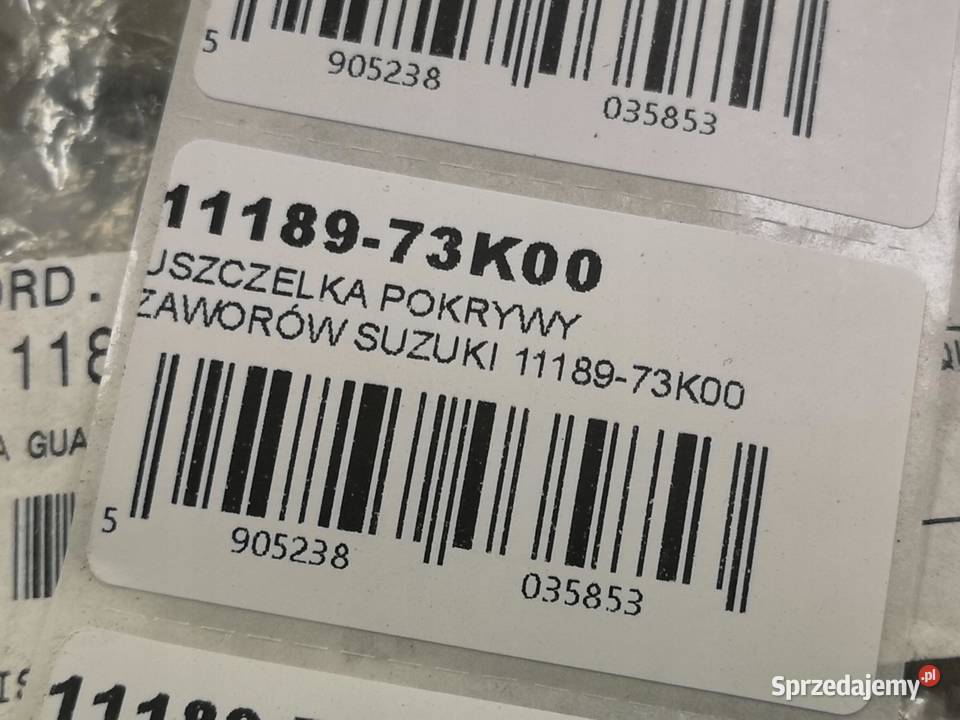 5 905238 035853
11189-73K00
USZCZELKA POKRYWY
ZAWORÓW SUZUKI 11189-73K00
5 905238 035853
ORD.
118
A GUA
Sprzedajemy.pl